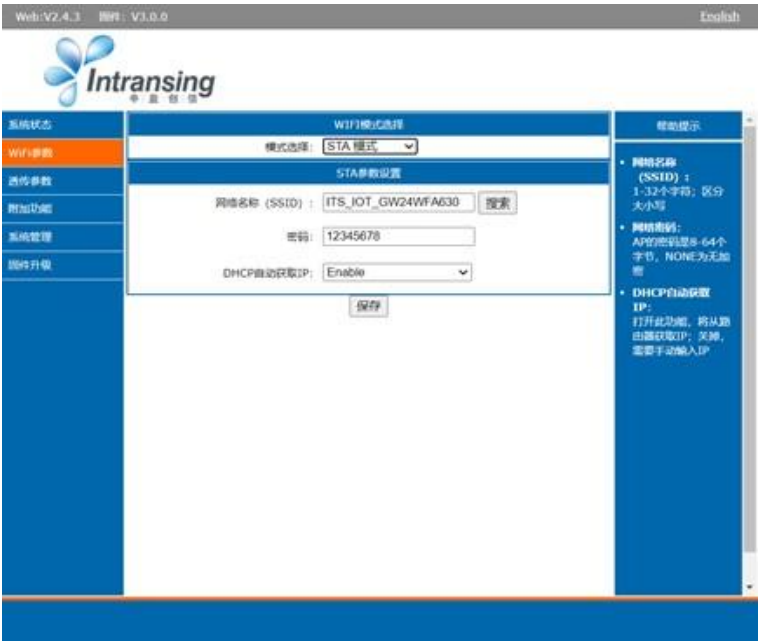 Web:V2.4.3 固件: V3.0.0 English
Intransing
中盈创信
系统状态
WiFi参数
透传参数
附加功能
系统管理
固件升级
WIFI模式选择
模式选择: STA 模式
STA参数设置
网络名称 (SSID) : ITS_IOT_GW24WFA630 搜索
密码: 12345678
DHCP自动获取IP: Enable
保存
帮助提示
• 网络名称
(SSID) :
1-32个字符; 区分
大小写
• 网络密码:
AP的密码是8-64个
字节, NONE为无加
密
• DHCP自动获取
IP:
打开此功能, 将从路
由器获取IP; 关掉,
需要手动输入IP